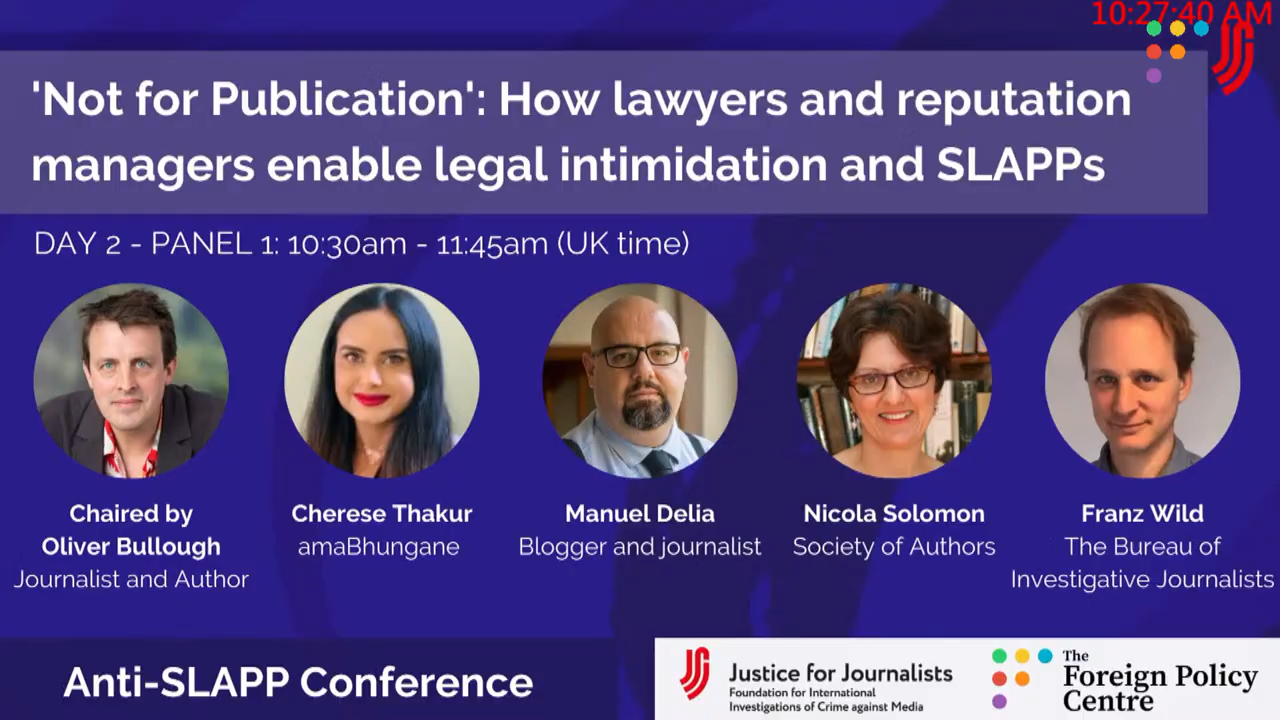 10:27:40 AM
'Not for Publication': How lawyers and reputation
managers enable legal intimidation and SLAPPs
DAY 2 - PANEL 1: 10:30am - 11:45am (UK time)
Chaired by
Oliver Bullough
Journalist and Author
Cherese Thakur
amaBhungane
Manuel Delia
Blogger and journalist
Nicola Solomon
Society of Authors
Franz Wild
The Bureau of
Investigative Journalists
Anti-SLAPP Conference
Justice for Journalists
Foundation for International
Investigations of Crime against Media
The
Foreign Policy
Centre